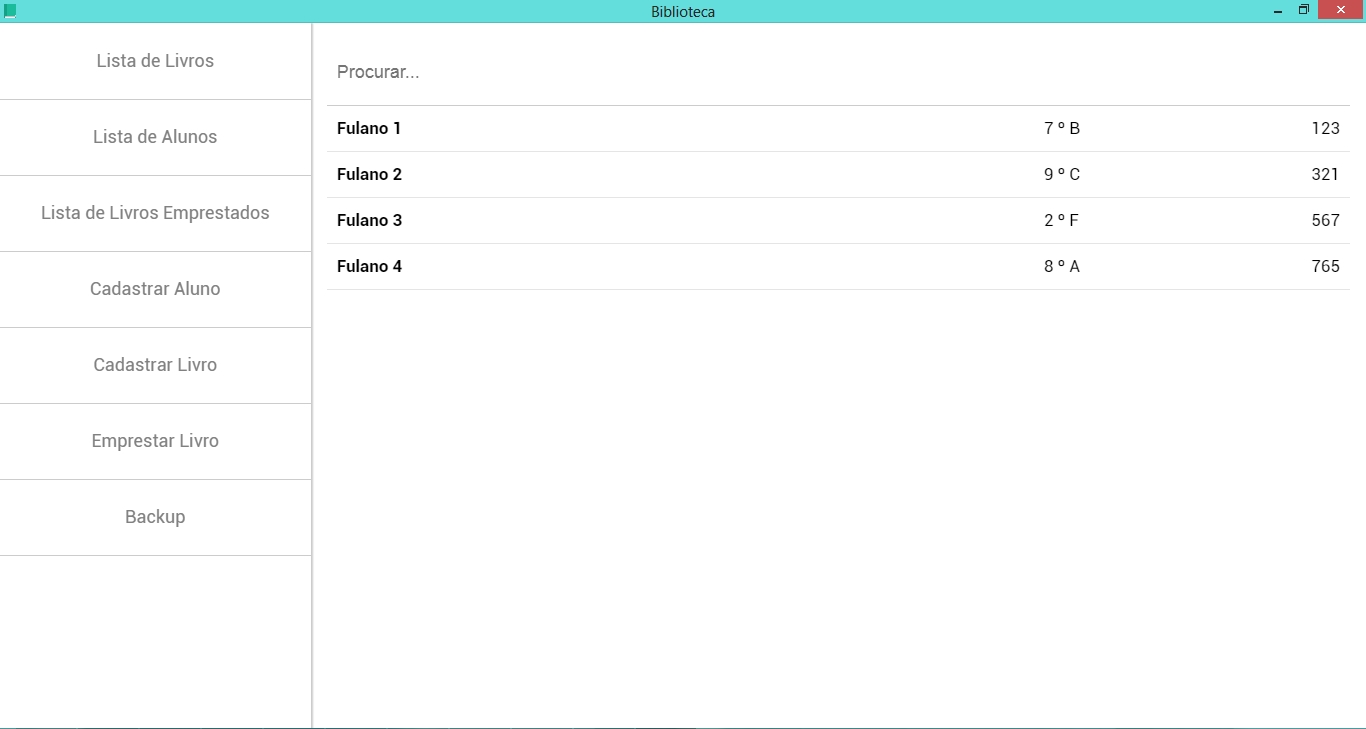 Biblioteca
Lista de Livros
Lista de Alunos
Lista de Livros Emprestados
Cadastrar Aluno
Cadastrar Livro
Emprestar Livro
Backup
Procurar...
Fulano 1 7 º B 123
Fulano 2 9 º C 321
Fulano 3 2 º F 567
Fulano 4 8 º A 765